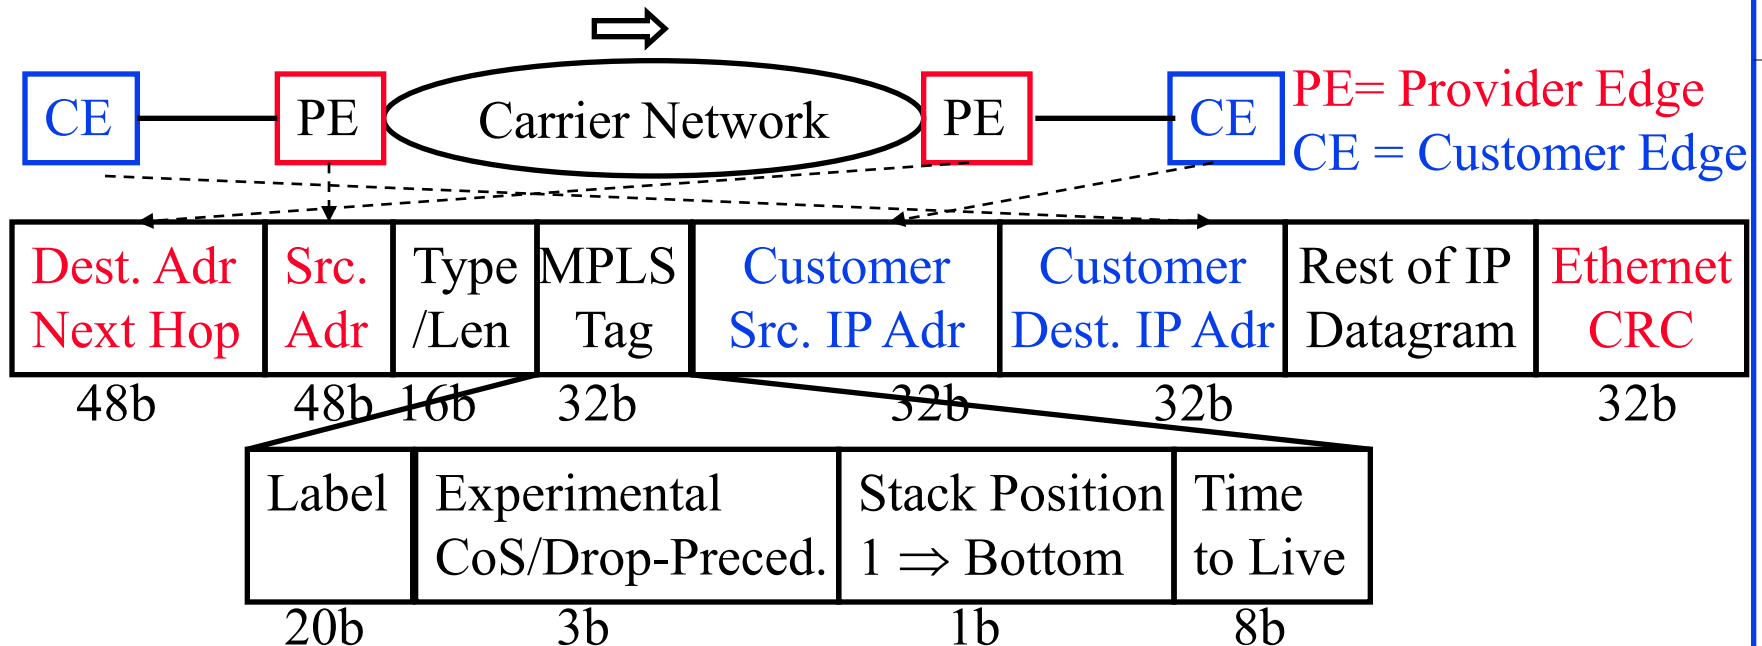 CE
PE
Carrier Network
PE
CE
PE= Provider Edge
CE = Customer Edge
Dest. Adr
Next Hop
Src.
Adr
Type
/Len
MPLS
Tag
Customer
Src. IP Adr
Customer
Dest. IP Adr
Rest of IP
Datagram
Ethernet
CRC
48b
48b
16b
32b
32b
32b
32b
Label
Experimental
CoS/Drop-Preced.
Stack Position
1 ⇒ Bottom
Time
to Live
20b
3b
1b
8b